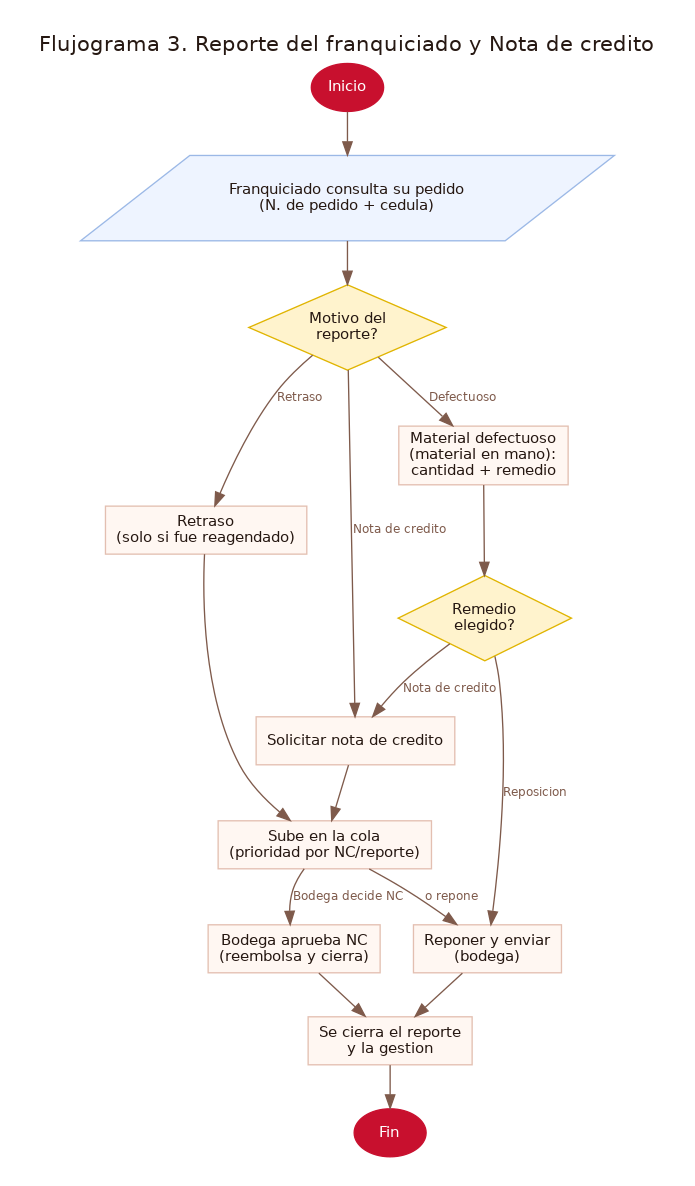 Flujograma 3. Reporte del franquiciado y Nota de credito
Inicio
Franquiciado consulta su pedido
(N. de pedido + cedula)
Motivo del
reporte?
Retraso
Defectuoso
Material defectuoso
(material en mano):
cantidad + remedio
Retraso
(solo si fue reagendado)
Nota de credito
Remedio
elegido?
Nota de credito
Solicitar nota de credito
Reposicion
Sube en la cola
(prioridad por NC/reporte)
Bodega decide NC
o repone
Bodega aprueba NC
(reembolsa y cierra)
Reponer y enviar
(bodega)
Se cierra el reporte
y la gestion
Fin